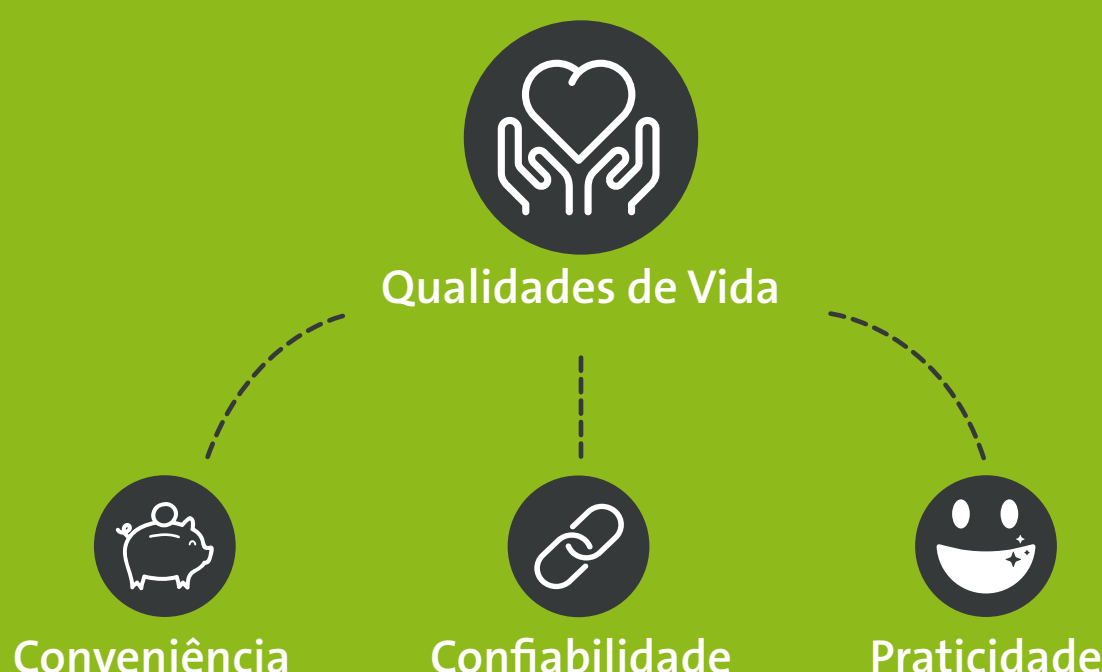 Qualidades de Vida
Conveniência
Confiabilidade
Praticidade